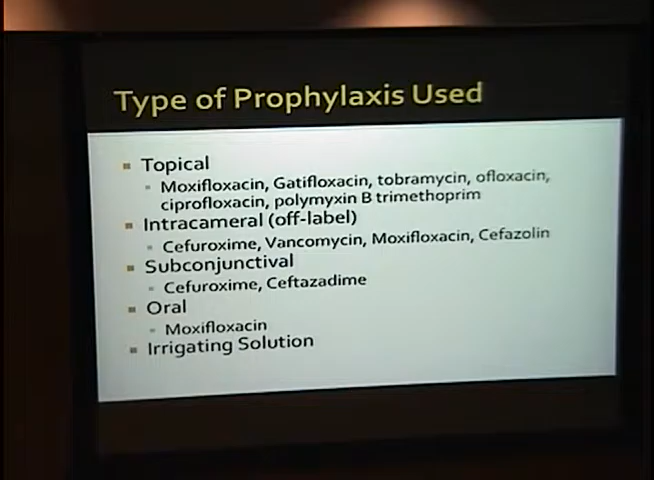 Type of Prophylaxis Used
Topical
Moxifloxacin, Gatifloxacin, tobramycin, ofloxacin,
ciprofloxacin, polymyxin B trimethoprim
Intracameral (off-label)
Cefuroxime, Vancomycin, Moxifloxacin, Cefazolin
Subconjunctival
Cefuroxime, Ceftazadime
Oral
Moxifloxacin
Irrigating Solution